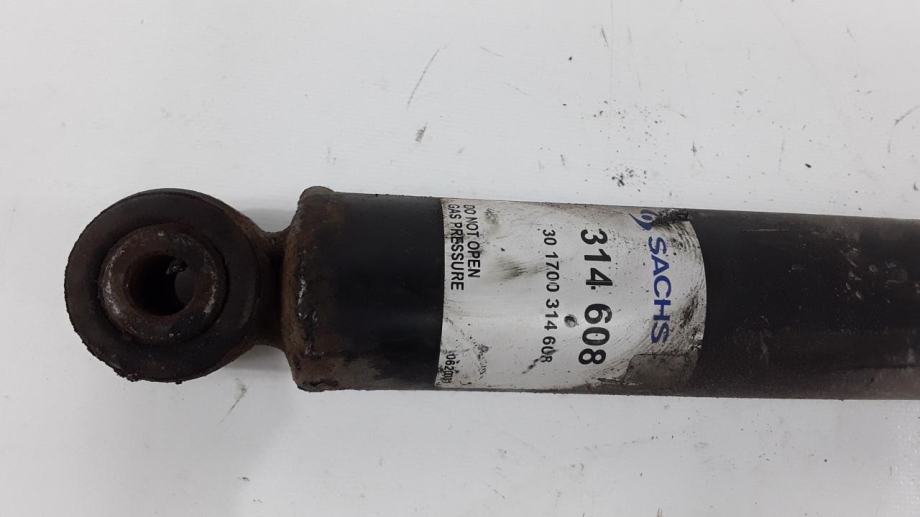 SACHS
314 608
30 1700 314 608
DO NOT OPEN
GAS PRESSURE